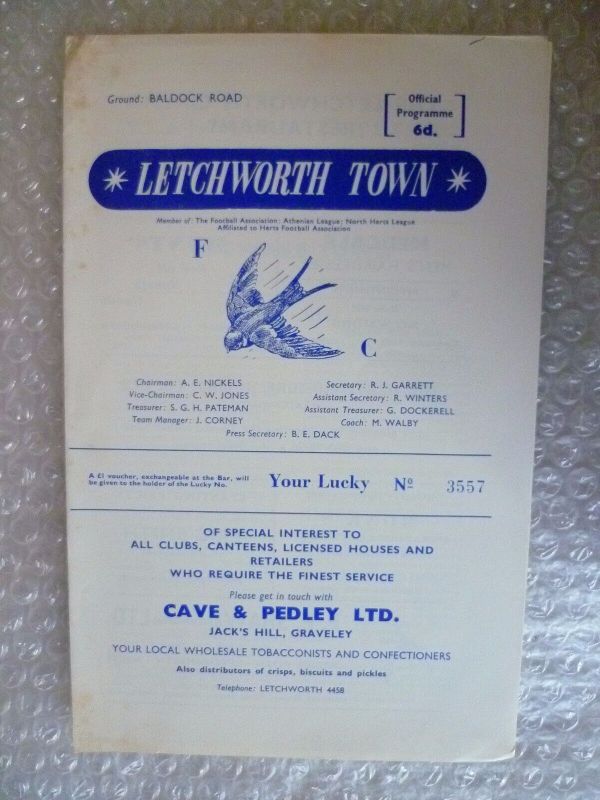 Ground: BALDOCK ROAD
Official
Programme
6d.
LETCHWORTH TOWN
Member of: The Football Association: Athenian League: North Herts League
Affiliated to Herts Football Association
F
C
Chairman: A. E. NICKELS
Vice-Chairman: C. W. JONES
Treasurer: S. G. H. PATEMAN
Team Manager: J. CORNEY
Secretary: R. J. GARRETT
Assistant Secretary: R. WINTERS
Assistant Treasurer: G. DOCKERELL
Coach: M. WALBY
Press Secretary: B. E. DACK
A £1 voucher, exchangeable at the Bar, will
be given to the holder of the Lucky No.
Your Lucky Nº 3557
OF SPECIAL INTEREST TO
ALL CLUBS, CANTEENS, LICENSED HOUSES AND
RETAILERS
WHO REQUIRE THE FINEST SERVICE
Please get in touch with
CAVE & PEDLEY LTD.
JACK'S HILL, GRAVELEY
YOUR LOCAL WHOLESALE TOBACCONISTS AND CONFECTIONERS
Also distributors of crisps, biscuits and pickles
Telephone: LETCHWORTH 4458